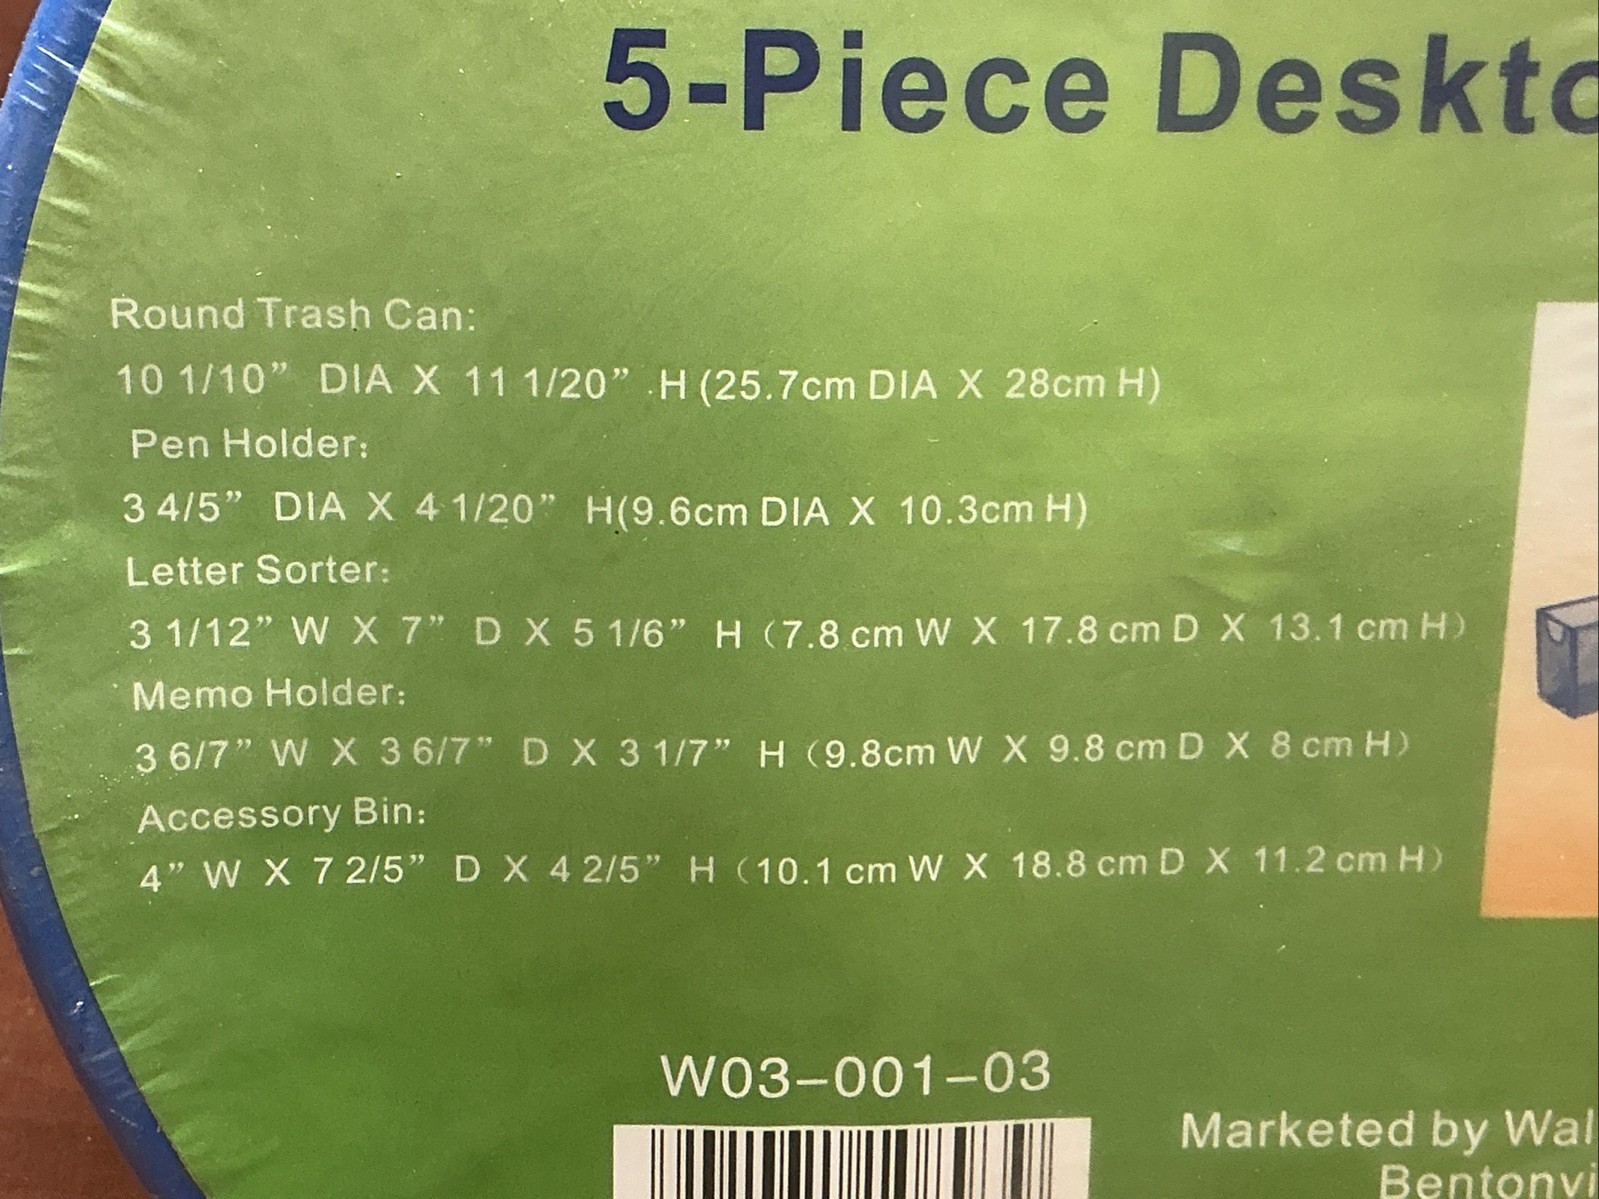 5-Piece Deskto
Round Trash Can:
10 1/10” DIA X 11 1/20” H (25.7cm DIA X 28cm H)
Pen Holder:
3 4/5” DIA X 4 1/20” H(9.6cm DIA X 10.3cm H)
Letter Sorter:
3 1/12” W X 7” D X 5 1/6” H (7.8 cm W X 17.8 cm D X 13.1 cm H)
Memo Holder:
3 6/7” W X 3 6/7” D X 3 1/7” H (9.8cm W X 9.8 cm D X 8 cm H)
Accessory Bin:
4” W X 7 2/5” D X 4 2/5” H (10.1 cm W X 18.8 cm D X 11.2 cm H)
W03–001–03
Marketed by Wal
Bentonvi